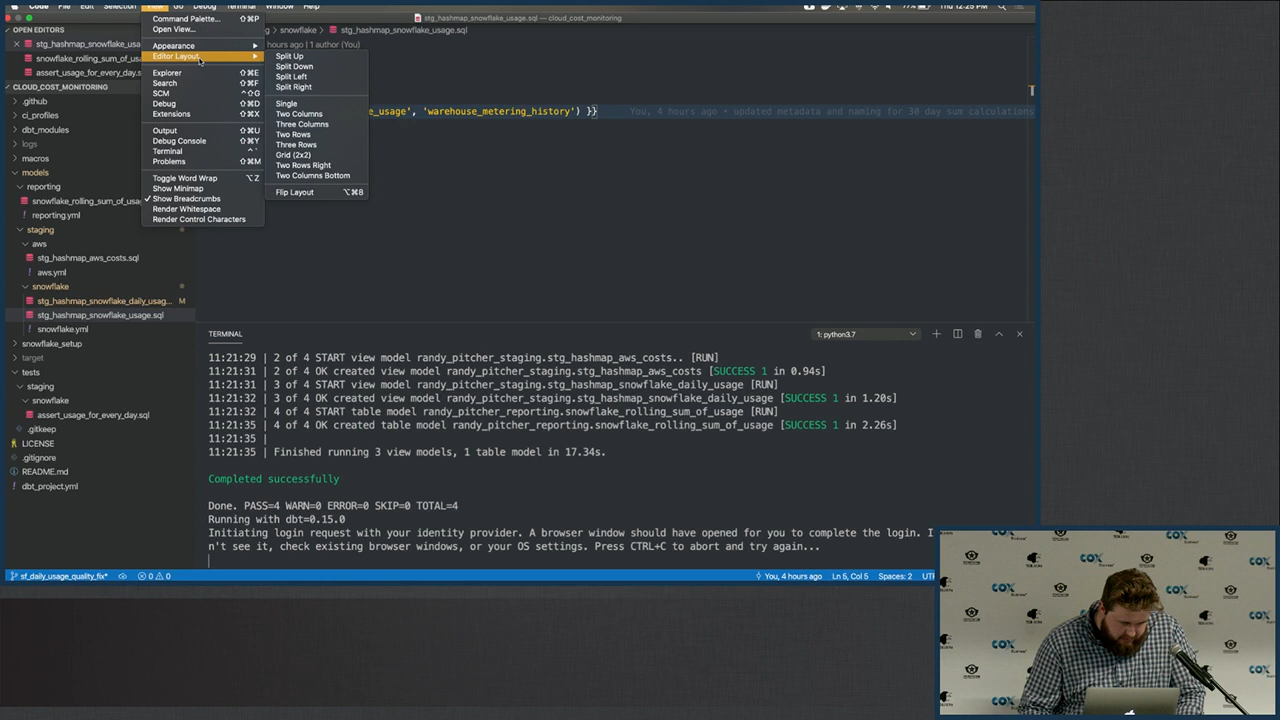 Code File Edit Selection View Go Debug Terminal Window Help
Thu 12:25 PM
stg_hashmap_snowflake_usage.sql — cloud_cost_monitoring
OPEN EDITORS
stg_hashmap_snowflake_usa
snowflake_rolling_sum_of_usa
assert_usage_for_every_day.s
CLOUD_COST_MONITORING
.github
ci_profiles
dbt_modules
logs
macros
models
reporting
snowflake_rolling_sum_of_usa
reporting.yml
staging
aws
stg_hashmap_aws_costs.sql
aws.yml
snowflake
stg_hashmap_snowflake_daily_usag... M
stg_hashmap_snowflake_usage.sql
snowflake.yml
snowflake_setup
target
tests
staging
snowflake
assert_usage_for_every_day.sql
.gitkeep
LICENSE
.gitignore
README.md
dbt_project.yml
Command Palette... ⇧⌘P
Open View...
Appearance
Editor Layout
Explorer ⇧⌘E
Search ⇧⌘F
SCM ^⇧G
Debug ⇧⌘D
Extensions ⇧⌘X
Output ⇧⌘U
Debug Console ⇧⌘Y
Terminal ^`
Problems ⇧⌘M
Toggle Word Wrap ⌥Z
Show Minimap
✓ Show Breadcrumbs
Render Whitespace
Render Control Characters
Split Up
Split Down
Split Left
Split Right
Single
Two Columns
Three Columns
Two Rows
Three Rows
Grid (2x2)
Two Rows Right
Two Columns Bottom
Flip Layout ⌥⌘B
snowflake > stg_hashmap_snowflake_usage.sql
hours ago | 1 author (You)
e_usage', 'warehouse_metering_history') }} You, 4 hours ago • updated metadata and naming for 30 day sum calculations
TERMINAL
1: python3.7
11:21:29 | 2 of 4 START view model randy_pitcher_staging.stg_hashmap_aws_costs.. [RUN]
11:21:31 | 2 of 4 OK created view model randy_pitcher_staging.stg_hashmap_aws_costs [SUCCESS 1 in 0.94s]
11:21:31 | 3 of 4 START view model randy_pitcher_staging.stg_hashmap_snowflake_daily_usage [RUN]
11:21:32 | 3 of 4 OK created view model randy_pitcher_staging.stg_hashmap_snowflake_daily_usage [SUCCESS 1 in 1.20s]
11:21:32 | 4 of 4 START table model randy_pitcher_reporting.snowflake_rolling_sum_of_usage [RUN]
11:21:35 | 4 of 4 OK created table model randy_pitcher_reporting.snowflake_rolling_sum_of_usage [SUCCESS 1 in 2.26s]
11:21:35 |
11:21:35 | Finished running 3 view models, 1 table model in 17.34s.
Completed successfully
Done. PASS=4 WARN=0 ERROR=0 SKIP=0 TOTAL=4
Running with dbt=0.15.0
Initiating login request with your identity provider. A browser window should have opened for you to complete the login. I
n't see it, check existing browser windows, or your OS settings. Press CTRL+C to abort and try again...
sf_daily_usage_quality_fix* 0 0
You, 4 hours ago Ln 5, Col 5 Spaces: 2 UTF
COX
COX
COX
COX